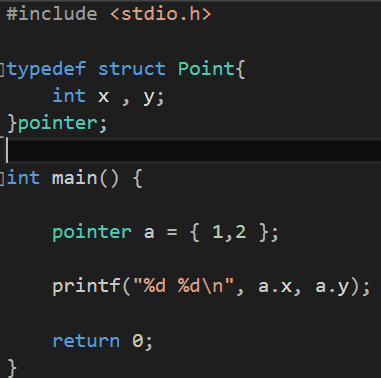 #include <stdio.h>
typedef struct Point{
int x , y;
}pointer;
int main() {
pointer a = { 1,2 };
printf("%d %d\n", a.x, a.y);
return 0;
}